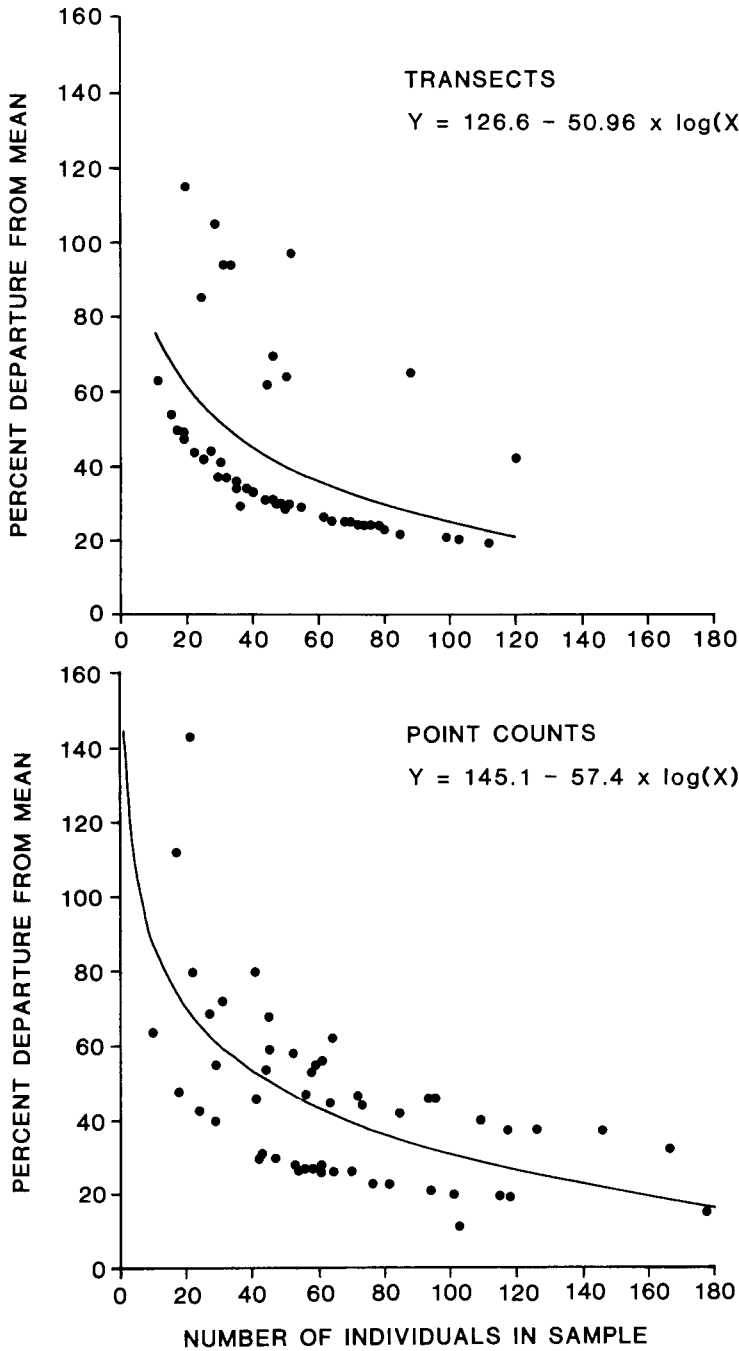 160
140
120
100
80
60
40
20
0
PERCENT DEPARTURE FROM MEAN
TRANSECTS
Y = 126.6 - 50.96 x log(X
0 20 40 60 80 100 120 140 160 180
160
140
120
100
80
60
40
20
0
PERCENT DEPARTURE FROM MEAN
POINT COUNTS
Y = 145.1 - 57.4 x log(X)
0 20 40 60 80 100 120 140 160 180
NUMBER OF INDIVIDUALS IN SAMPLE